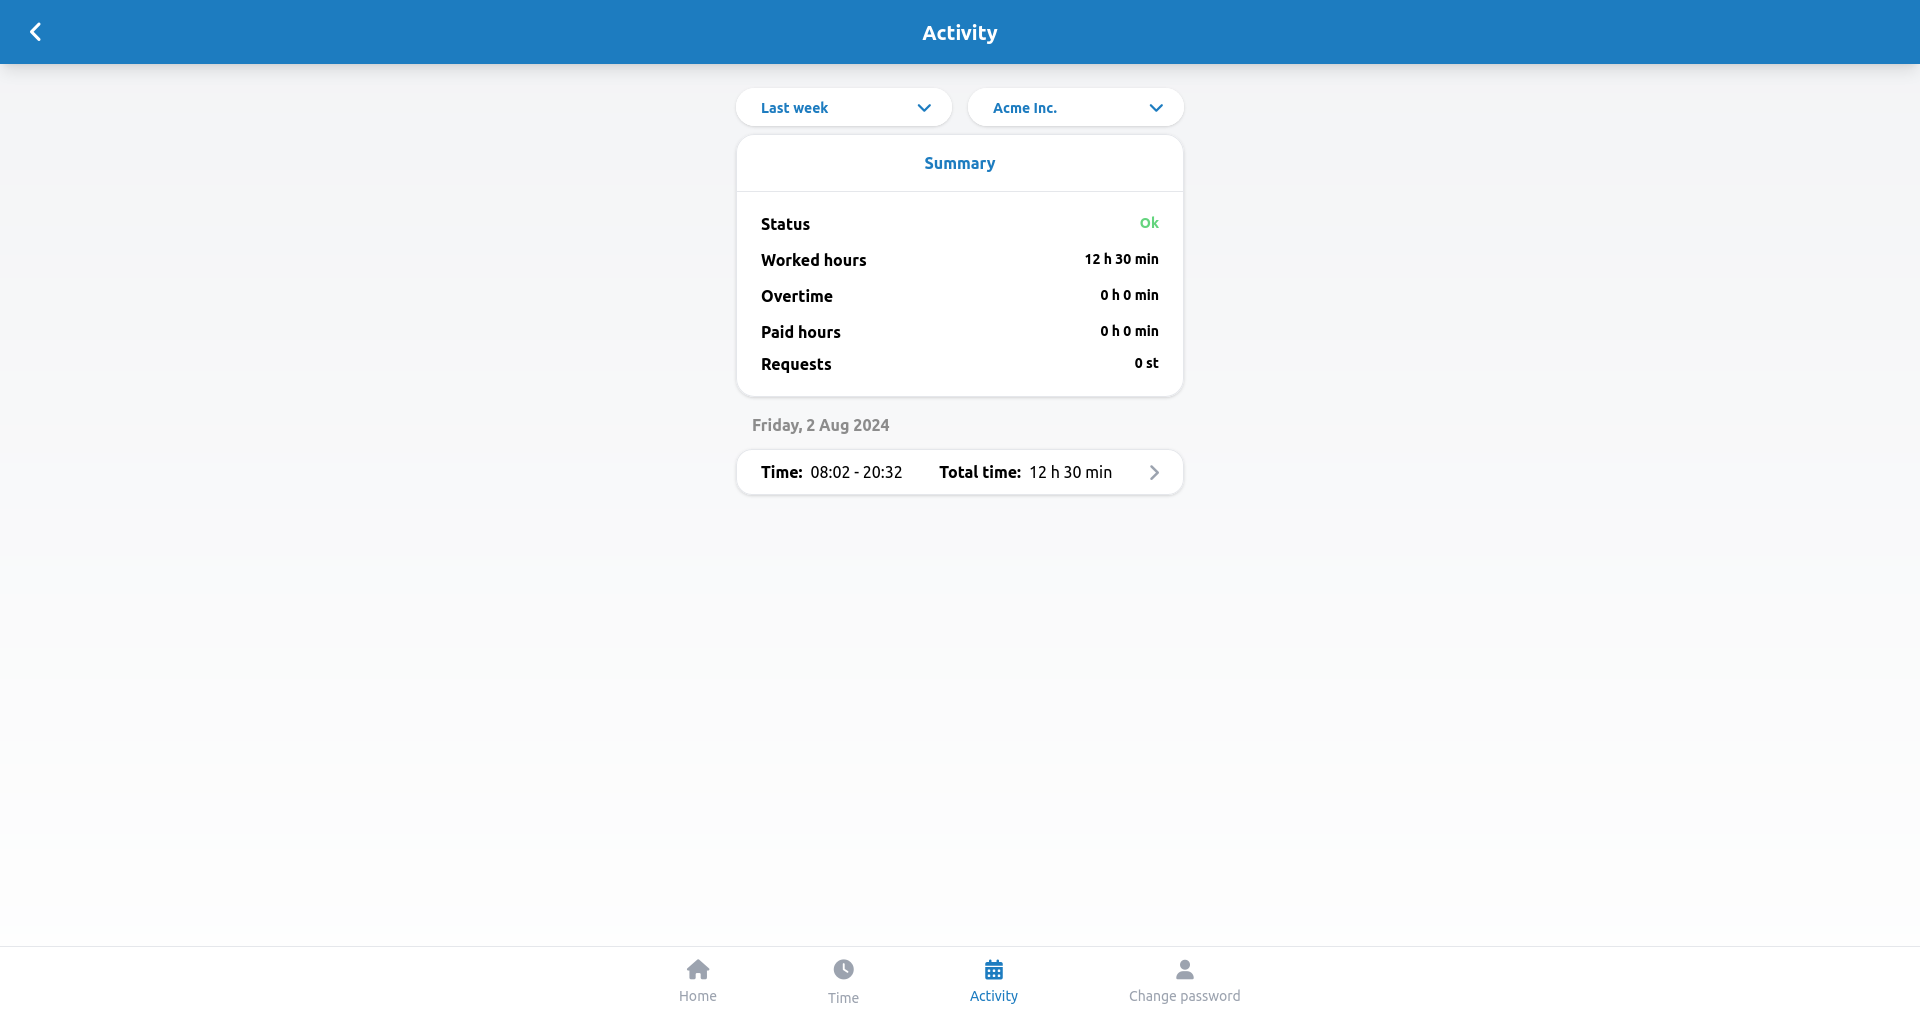 Activity
Last week
Acme Inc.
Summary
Status Ok
Worked hours 12 h 30 min
Overtime 0 h 0 min
Paid hours 0 h 0 min
Requests 0 st
Friday, 2 Aug 2024
Time: 08:02 - 20:32 Total time: 12 h 30 min
Home
Time
Activity
Change password